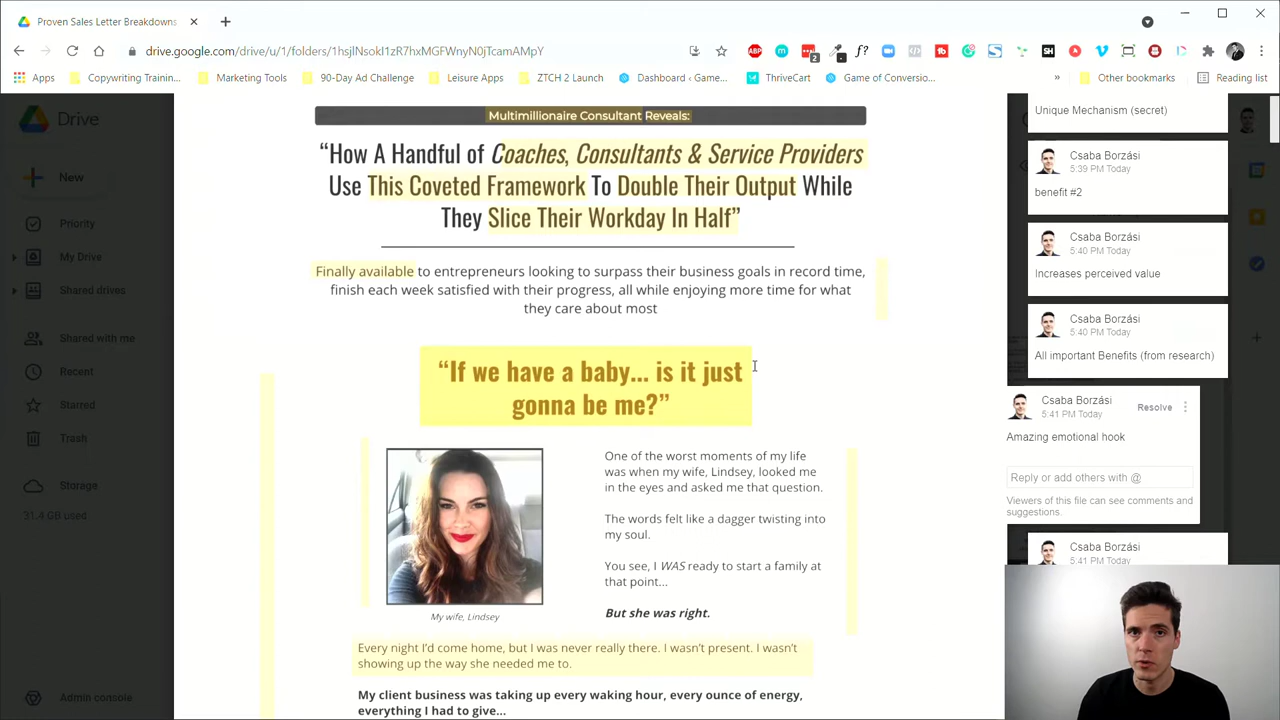 Proven Sales Letter Breakdowns
drive.google.com/drive/u/1/folders/1hsjlNsokI1zR7hxMGFWnyN0jTcamAMpY
Apps
Copywriting Trainin...
Marketing Tools
90-Day Ad Challenge
Leisure Apps
ZTCH 2 Launch
Dashboard ‹ Game...
ThriveCart
Game of Conversio...
»
Other bookmarks
Reading list
Drive
New
Priority
My Drive
Shared drives
Shared with me
Recent
Starred
Trash
Storage
31.4 GB used
Admin console
Multimillionaire Consultant Reveals:
“How A Handful of Coaches, Consultants & Service Providers
Use This Coveted Framework To Double Their Output While
They Slice Their Workday In Half”
Finally available to entrepreneurs looking to surpass their business goals in record time,
finish each week satisfied with their progress, all while enjoying more time for what
they care about most
“If we have a baby... is it just
gonna be me?”
One of the worst moments of my life
was when my wife, Lindsey, looked me
in the eyes and asked me that question.
The words felt like a dagger twisting into
my soul.
You see, I WAS ready to start a family at
that point...
But she was right.
My wife, Lindsey
Every night I’d come home, but I was never really there. I wasn’t present. I wasn’t
showing up the way she needed me to.
My client business was taking up every waking hour, every ounce of energy,
everything I had to give...
Unique Mechanism (secret)
Csaba Borzási
5:39 PM Today
benefit #2
Csaba Borzási
5:40 PM Today
Increases perceived value
Csaba Borzási
5:40 PM Today
All important Benefits (from research)
Csaba Borzási
5:41 PM Today
Resolve
Amazing emotional hook
Reply or add others with @
Viewers of this file can see comments and
suggestions.
Csaba Borzási
5:41 PM Today